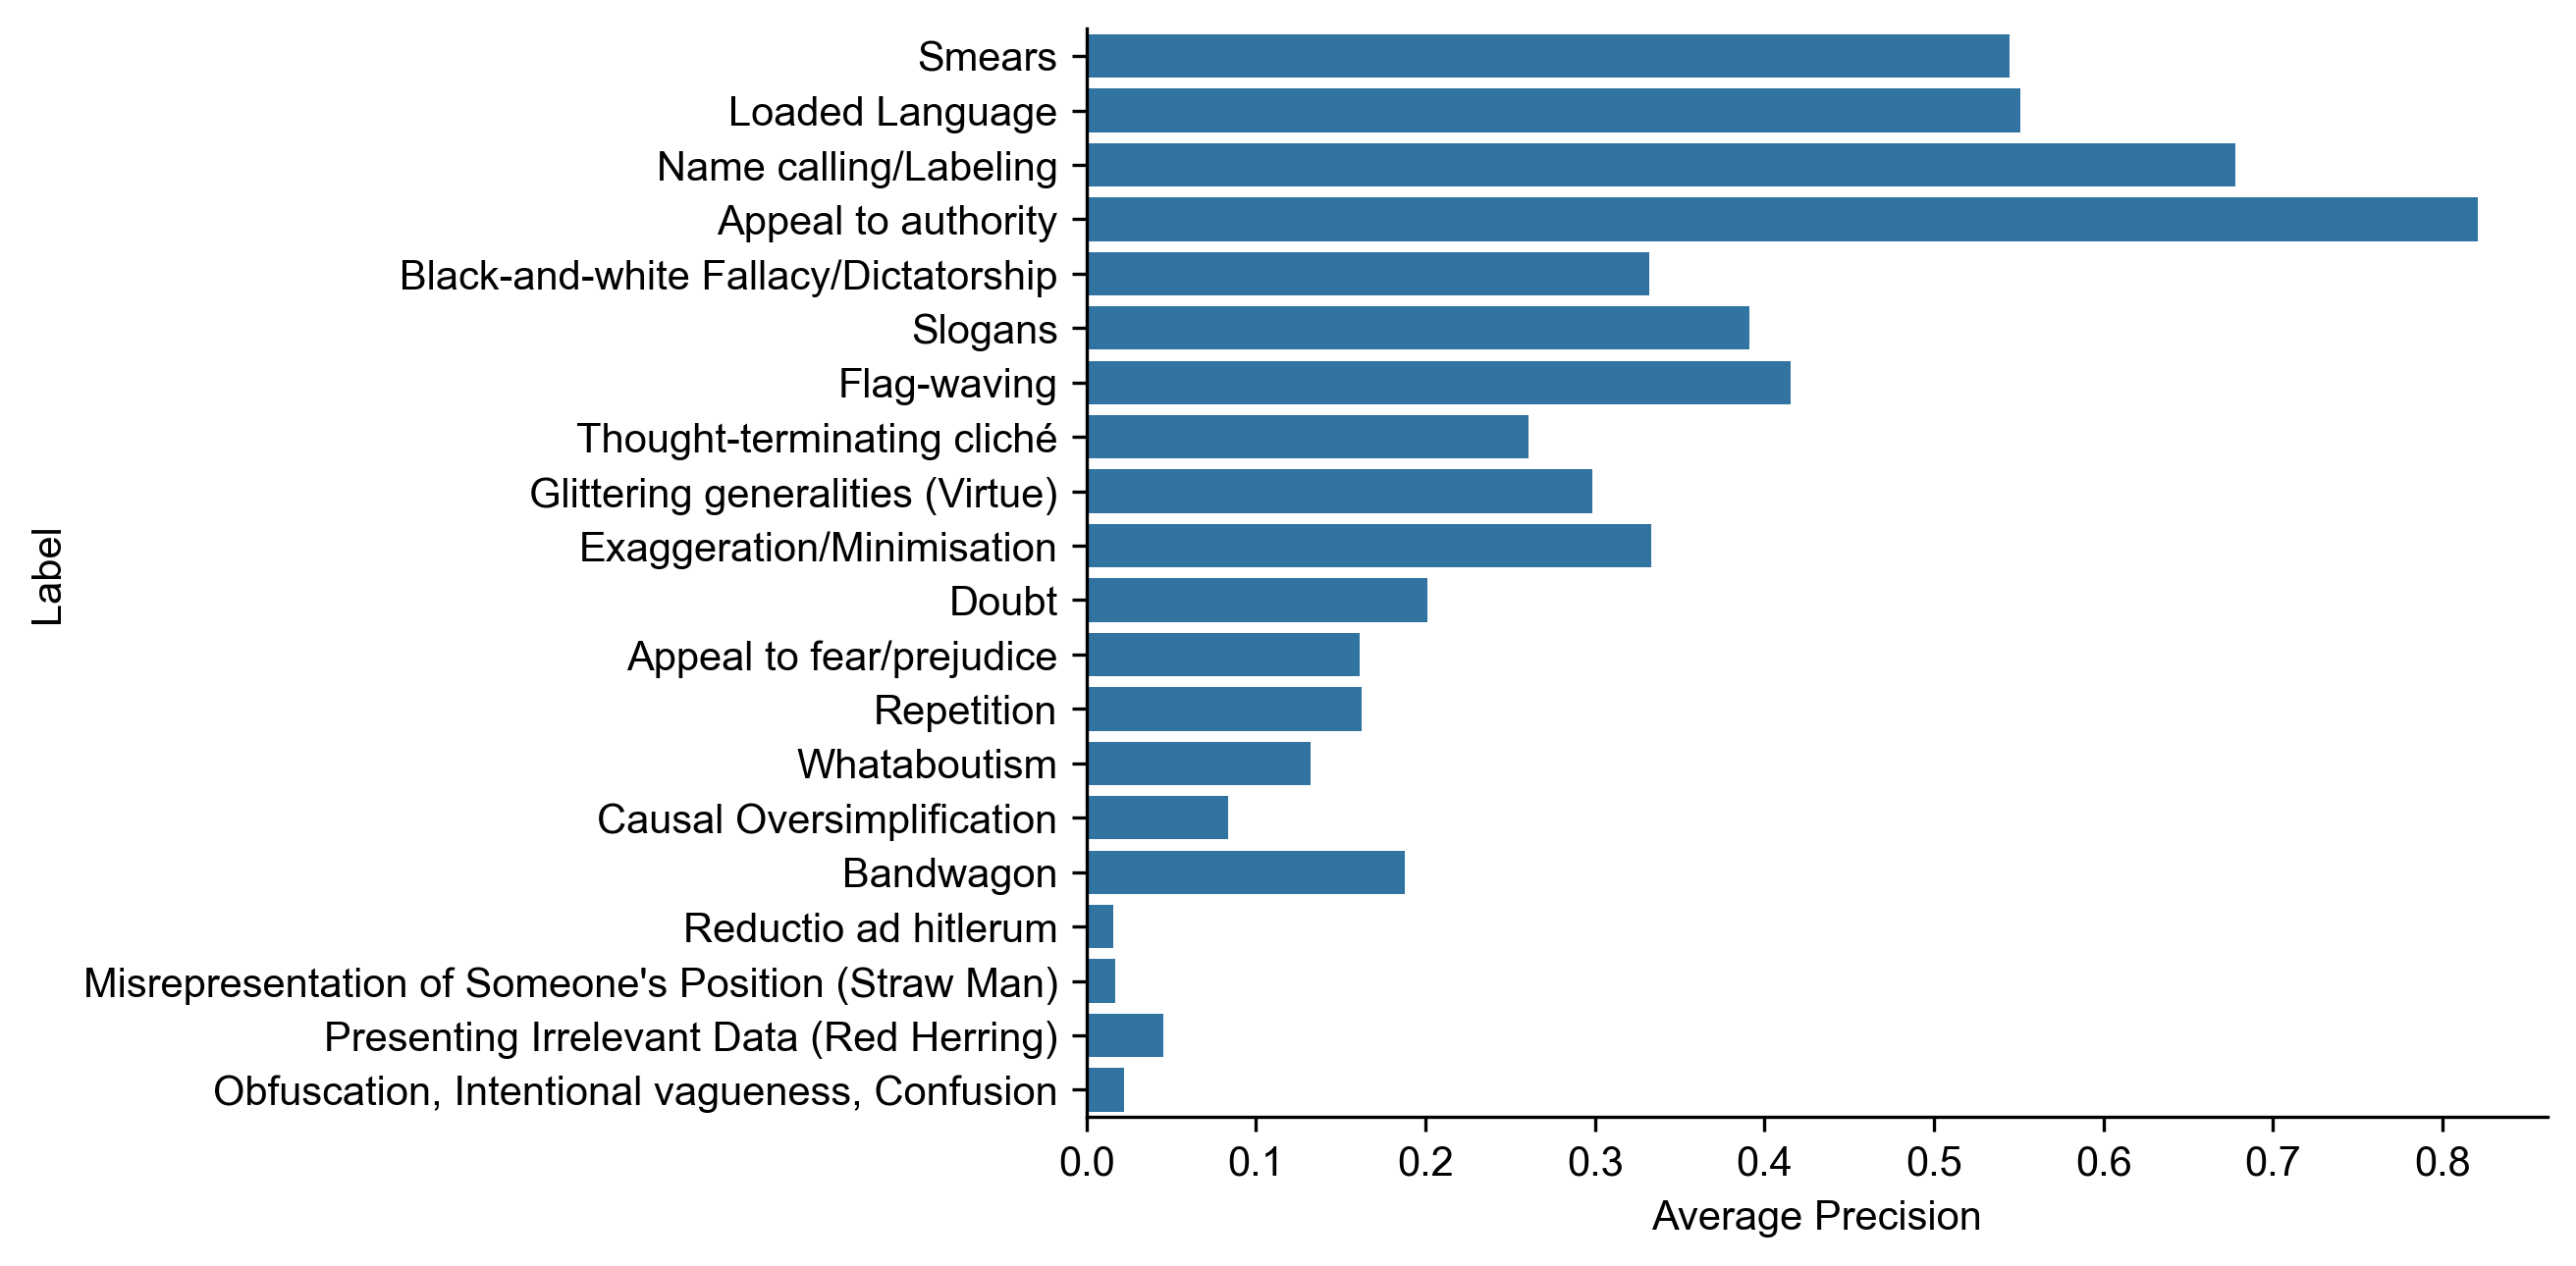 Smears
Loaded Language
Name calling/Labeling
Appeal to authority
Black-and-white Fallacy/Dictatorship
Slogans
Flag-waving
Thought-terminating cliché
Glittering generalities (Virtue)
Exaggeration/Minimisation
Doubt
Appeal to fear/prejudice
Repetition
Whataboutism
Causal Oversimplification
Bandwagon
Reductio ad hitlerum
Misrepresentation of Someone's Position (Straw Man)
Presenting Irrelevant Data (Red Herring)
Obfuscation, Intentional vagueness, Confusion
Label
0.0 0.1 0.2 0.3 0.4 0.5 0.6 0.7 0.8
Average Precision